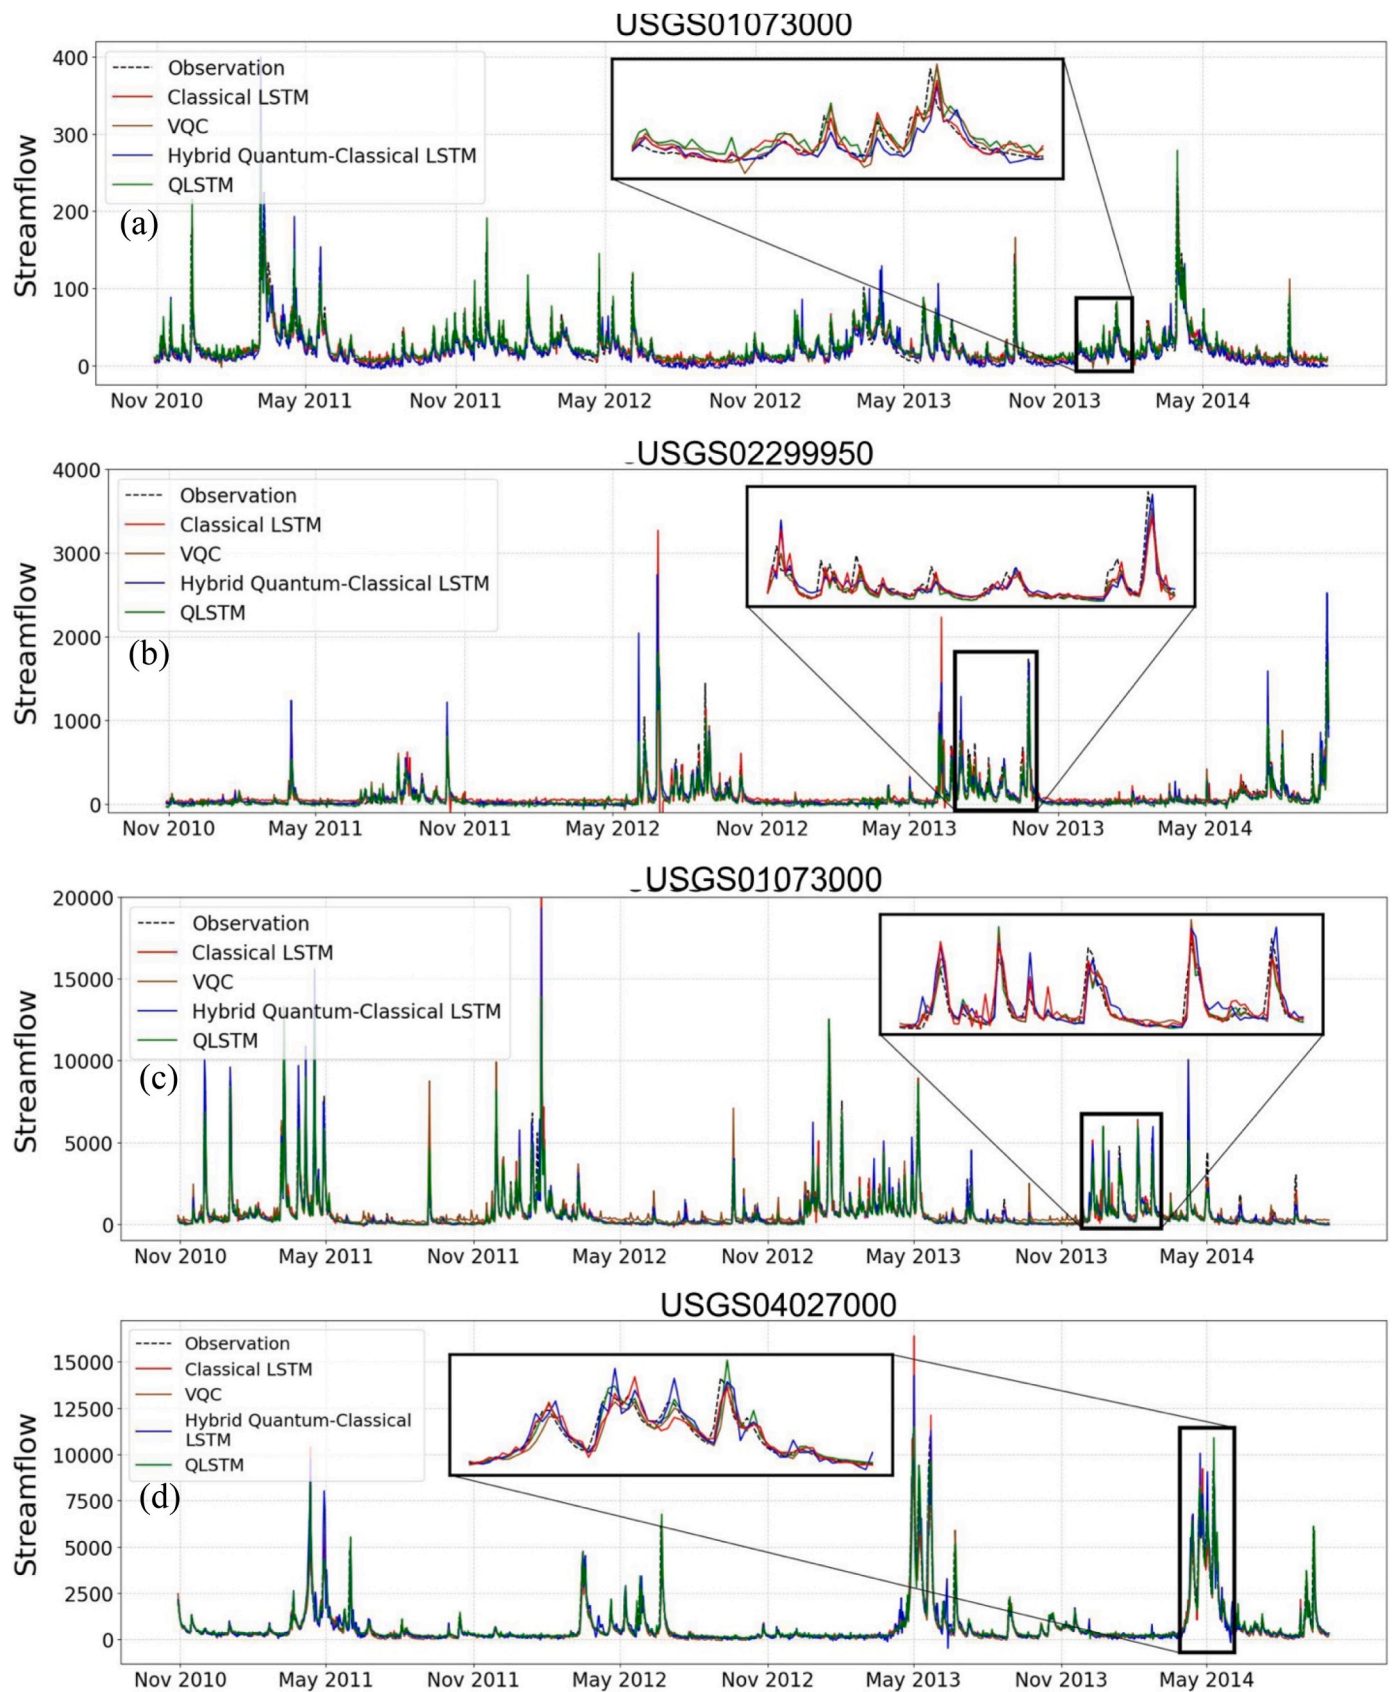 USGS01073000
400
300
200
100
0
Streamflow
Observation
Classical LSTM
VQC
Hybrid Quantum-Classical LSTM
QLSTM
(a)
Nov 2010 May 2011 Nov 2011 May 2012 Nov 2012 May 2013 Nov 2013 May 2014
USGS02299950
4000
3000
2000
1000
0
Streamflow
Observation
Classical LSTM
VQC
Hybrid Quantum-Classical LSTM
QLSTM
(b)
Nov 2010 May 2011 Nov 2011 May 2012 Nov 2012 May 2013 Nov 2013 May 2014
USGS01073000
20000
15000
10000
5000
0
Streamflow
Observation
Classical LSTM
VQC
Hybrid Quantum-Classical LSTM
QLSTM
(c)
Nov 2010 May 2011 Nov 2011 May 2012 Nov 2012 May 2013 Nov 2013 May 2014
USGS04027000
15000
12500
10000
7500
5000
2500
0
Streamflow
Observation
Classical LSTM
VQC
Hybrid Quantum-Classical
LSTM
QLSTM
(d)
Nov 2010 May 2011 Nov 2011 May 2012 Nov 2012 May 2013 Nov 2013 May 2014